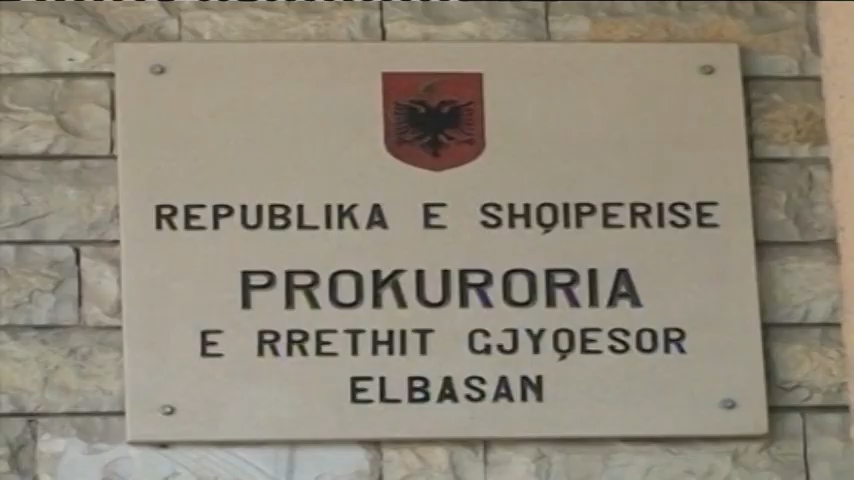 REPUBLIKA E SHQIPERISE
PROKURORIA
E RRETHIT GJYQESOR
ELBASAN